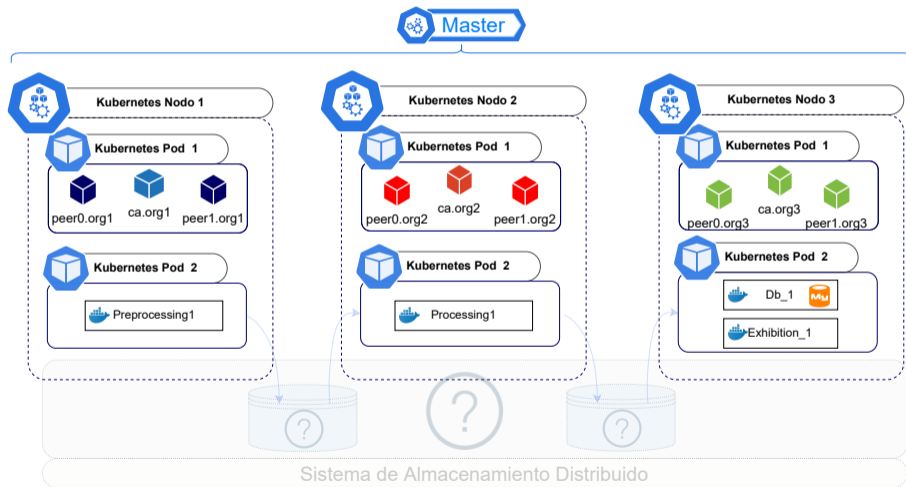 Master
Kubernetes Nodo 1
Kubernetes Pod 1
peer0.org1
ca.org1
peer1.org1
Kubernetes Pod 2
Preprocessing1
Kubernetes Nodo 2
Kubernetes Pod 1
peer0.org2
ca.org2
peer1.org2
Kubernetes Pod 2
Processing1
Kubernetes Nodo 3
Kubernetes Pod 1
peer0.org3
ca.org3
peer1.org3
Kubernetes Pod 2
Db_1
My
Exhibition_1
?
?
?
Sistema de Almacenamiento Distribuido